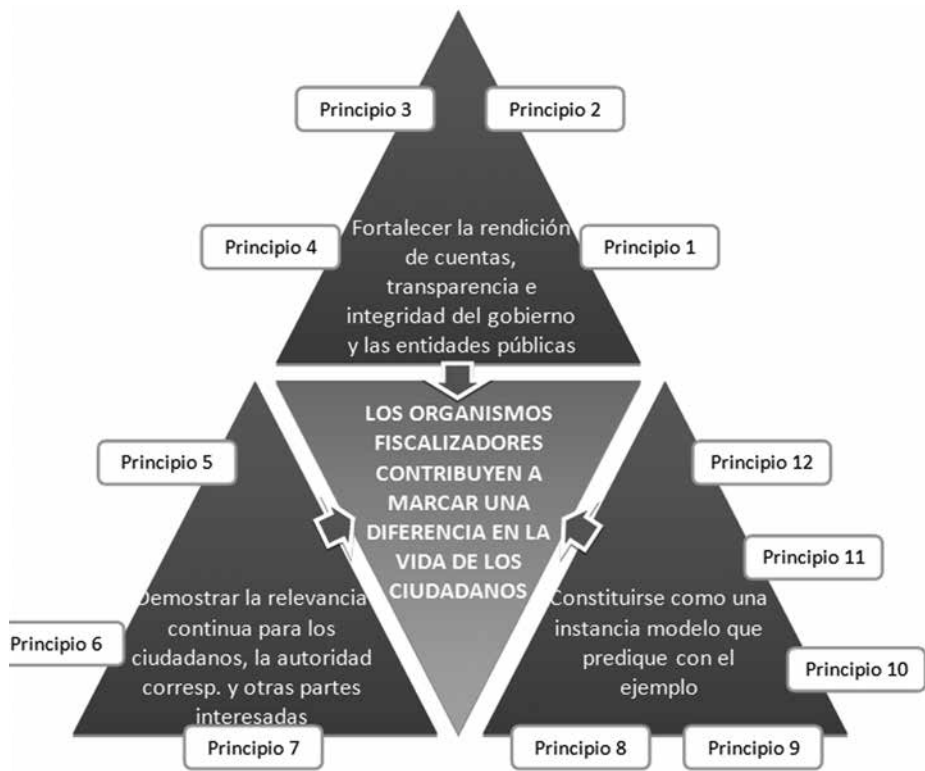 Principio 3
Principio 2
Principio 4
Principio 1
Fortalecer la rendición
de cuentas,
transparencia e
integridad del gobierno
y las entidades públicas
LOS ORGANISMOS
FISCALIZADORES
CONTRIBUYEN A
MARCAR UNA
DIFERENCIA EN LA
VIDA DE LOS
CIUDADANOS
Principio 5
Principio 6
Demostrar la relevancia
continua para los
ciudadanos, la autoridad
corresp. y otras partes
interesadas
Principio 7
Principio 12
Principio 11
Constituirse como una
instancia modelo que
predique con el
ejemplo
Principio 10
Principio 8
Principio 9